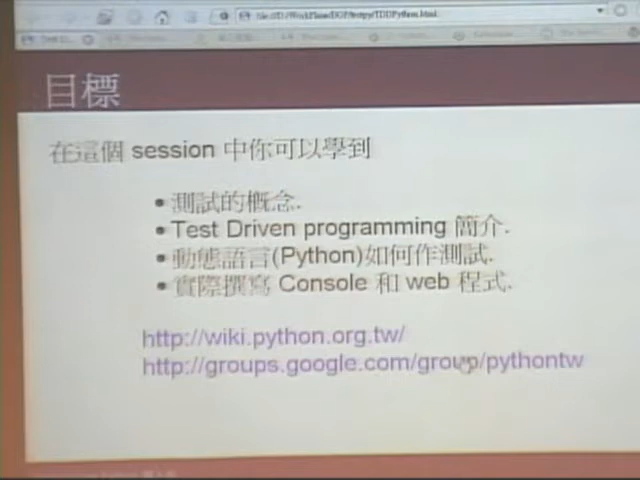 目標
在這個 session 中你可以學到
• 測試的概念.
• Test Driven programming 簡介.
• 動態語言(Python)如何作測試.
• 實際撰寫 Console 和 web 程式.
http://wiki.python.org.tw/
http://groups.google.com/group/pythontw